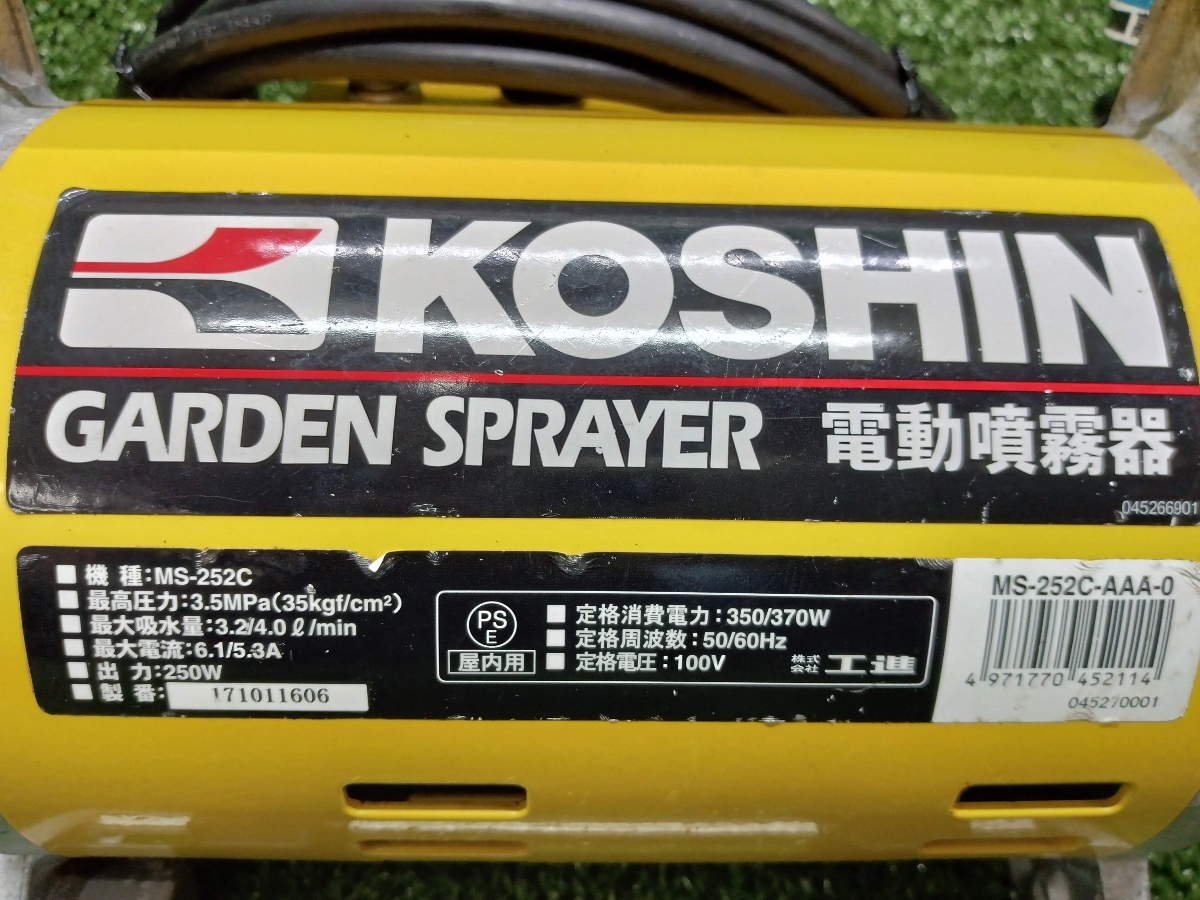 KOSHIN
GARDEN SPRAYER 電動噴霧器
045266901
■ 機 種:MS-252C
■ 最高圧力:3.5MPa(35kgf/cm²)
■ 最大吸水量:3.2/4.0ℓ/min
■ 最大電流:6.1/5.3A
■ 出 力:250W
■ 製 番:171011606
PS
E
屋内用
■ 定格消費電力:350/370W
■ 定格周波数:50/60Hz
■ 定格電圧:100V
株式会社 工進
MS-252C-AAA-0
4 971770 452114
045270001